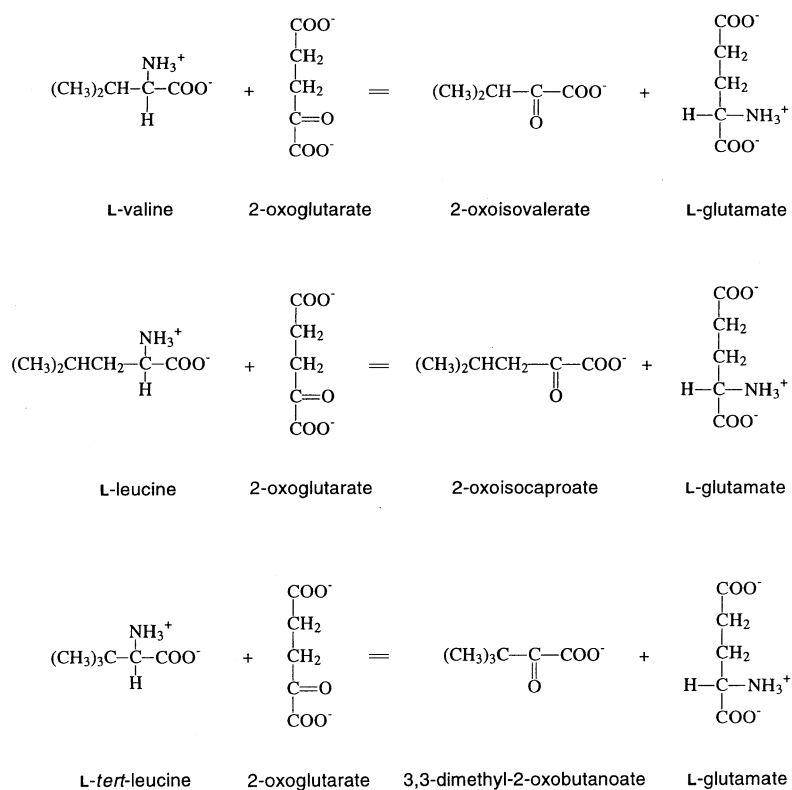 COO⁻
CH₂
NH₃⁺
(CH₃)₂CH–C–COO⁻ + CH₂ = (CH₃)₂CH–C–COO⁻ + COO⁻
H
C=O
O
COO⁻
CH₂
CH₂
H–C–NH₃⁺
COO⁻
L-valine 2-oxoglutarate 2-oxoisovalerate L-glutamate
COO⁻
CH₂
NH₃⁺
(CH₃)₂CHCH₂–C–COO⁻ + CH₂ = (CH₃)₂CHCH₂–C–COO⁻ + COO⁻
H
C=O
O
COO⁻
CH₂
CH₂
H–C–NH₃⁺
COO⁻
L-leucine 2-oxoglutarate 2-oxoisocaproate L-glutamate
COO⁻
CH₂
NH₃⁺
(CH₃)₃C–C–COO⁻ + CH₂ = (CH₃)₃C–C–COO⁻ + COO⁻
H
C=O
O
COO⁻
CH₂
CH₂
H–C–NH₃⁺
COO⁻
L-tert-leucine 2-oxoglutarate 3,3-dimethyl-2-oxobutanoate L-glutamate